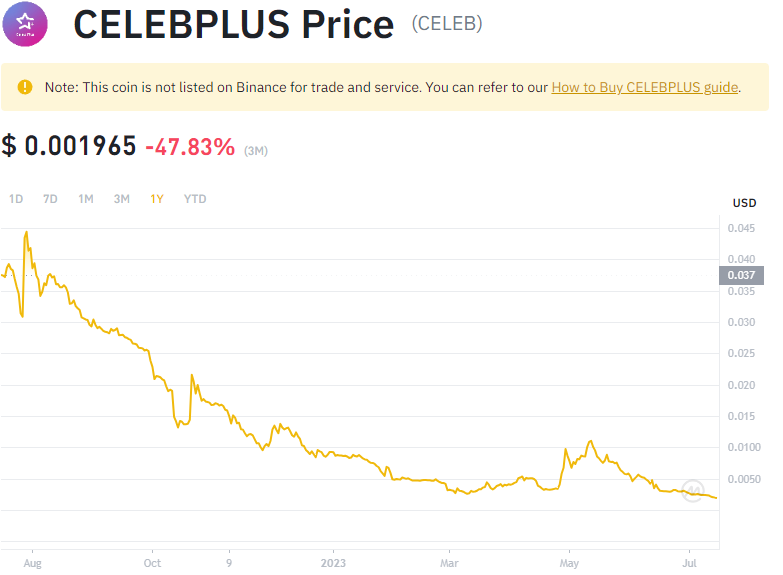 CELEBPLUS Price (CELEB)
Note: This coin is not listed on Binance for trade and service. You can refer to our How to Buy CELEBPLUS guide.
$ 0.001965 -47.83% (3M)
1D 7D 1M 3M 1Y YTD
USD
0.045
0.040
0.037
0.035
0.030
0.025
0.020
0.015
0.0100
0.0050
Aug Oct 9 2023 Mar May Jul